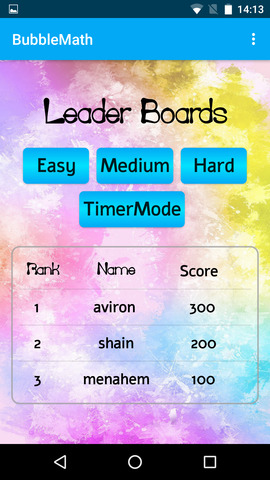 14:13
BubbleMath
Leader Boards
Easy Medium Hard
TimerMode
Rank Name Score
1 aviron 300
2 shain 200
3 menahem 100